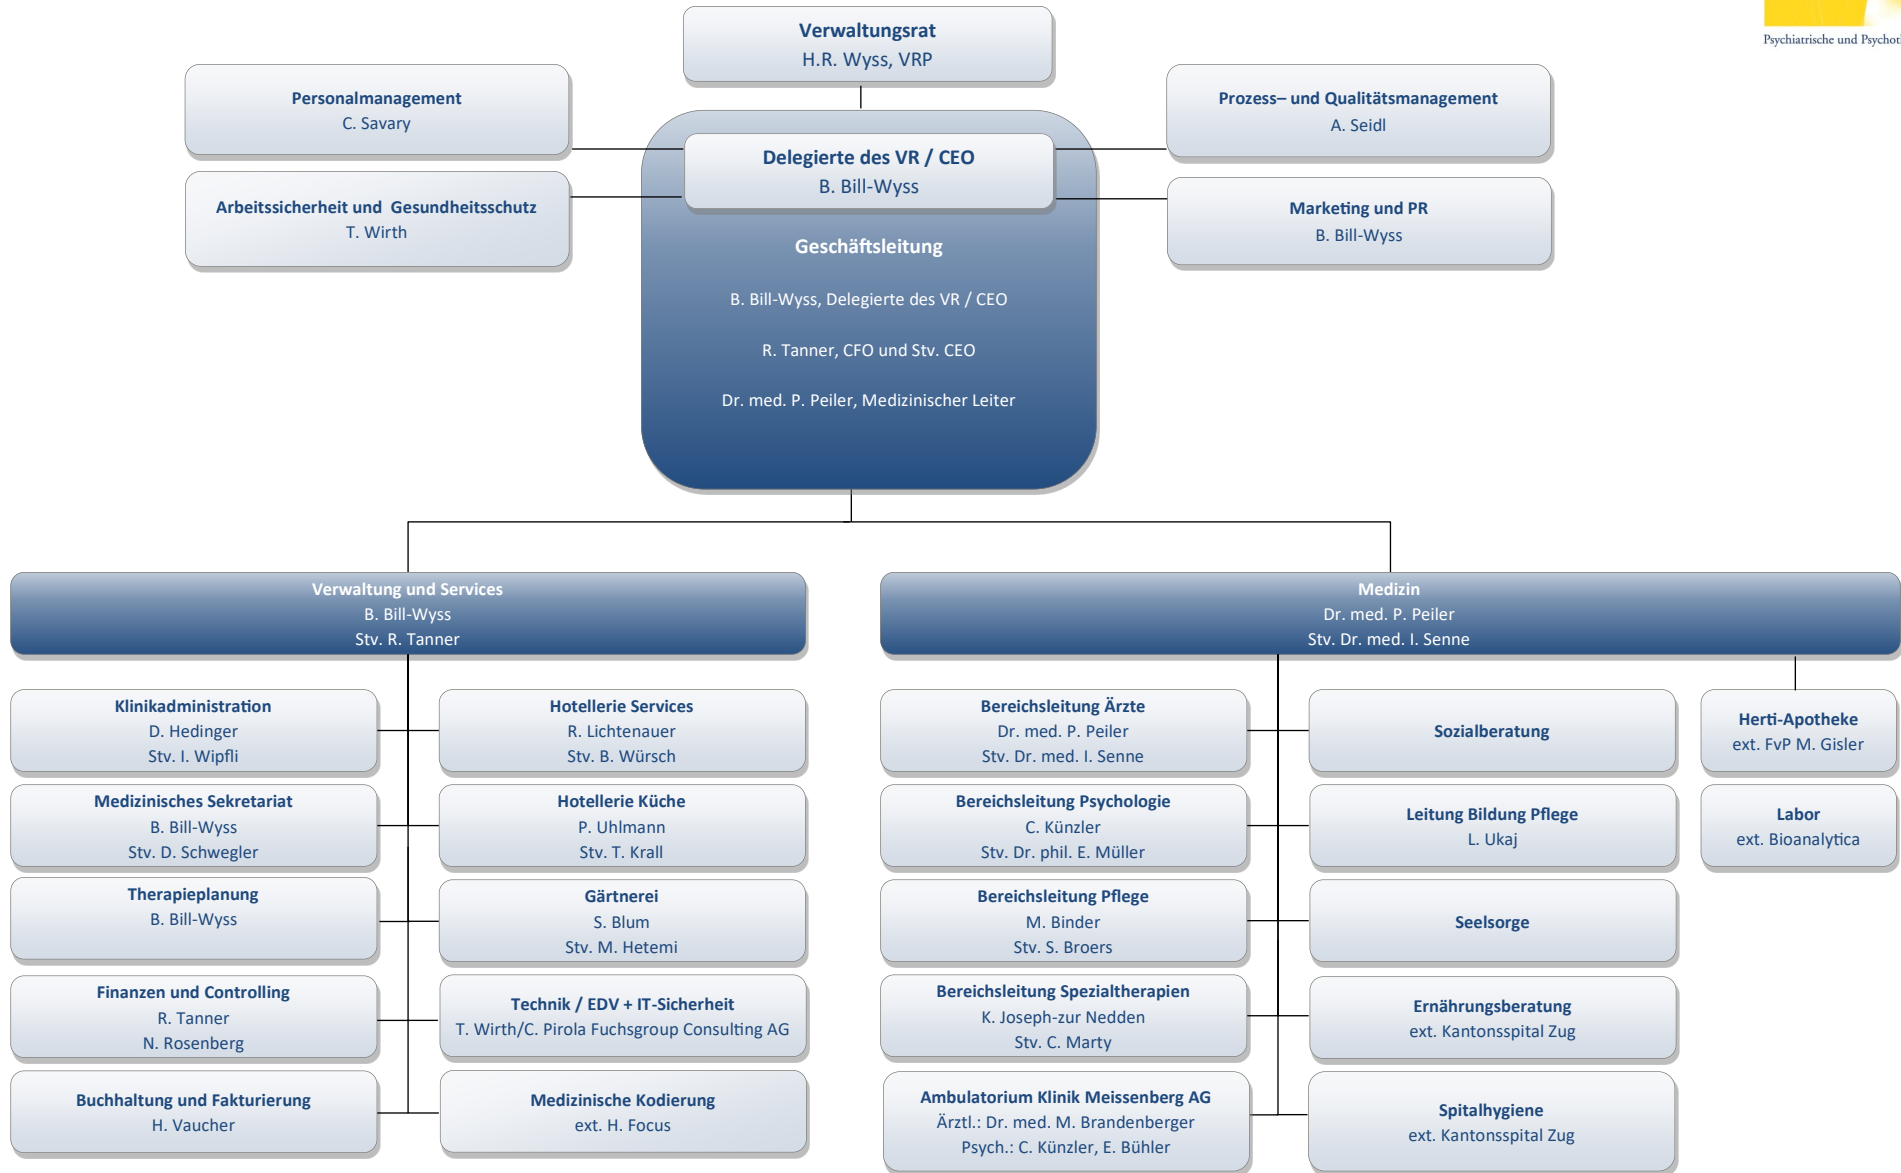 Psychiatrische und
Verwaltungsrat
H.R. Wyss, VRP
Personalmanagement
C. Savary
Prozess– und Qualitätsmanagement
A. Seidl
Delegierte des VR / CEO
B. Bill-Wyss
Arbeitssicherheit und Gesundheitsschutz
T. Wirth
Marketing und PR
B. Bill-Wyss
Geschäftsleitung
B. Bill-Wyss, Delegierte des VR / CEO
R. Tanner, CFO und Stv. CEO
Dr. med. P. Peiler, Medizinischer Leiter
Verwaltung und Services
B. Bill-Wyss
Stv. R. Tanner
Medizin
Dr. med. P. Peiler
Stv. Dr. med. I. Senne
Klinikadministration
D. Hedinger
Stv. I. Wipfli
Hotellerie Services
R. Lichtenauer
Stv. B. Würsch
Bereichsleitung Ärzte
Dr. med. P. Peiler
Stv. Dr. med. I. Senne
Sozialberatung
Herti-Apotheke
ext. FvP M. Gisler
Medizinisches Sekretariat
B. Bill-Wyss
Stv. D. Schwegler
Hotellerie Küche
P. Uhlmann
Stv. T. Krall
Bereichsleitung Psychologie
C. Künzler
Stv. Dr. phil. E. Müller
Leitung Bildung Pflege
L. Ukaj
Labor
ext. Bioanalytica
Therapieplanung
B. Bill-Wyss
Gärtnerei
S. Blum
Stv. M. Hetemi
Bereichsleitung Pflege
M. Binder
Stv. S. Broers
Seelsorge
Finanzen und Controlling
R. Tanner
N. Rosenberg
Technik / EDV + IT-Sicherheit
T. Wirth/C. Pirola Fuchsgroup Consulting AG
Bereichsleitung Spezialtherapien
K. Joseph-zur Nedden
Stv. C. Marty
Ernährungsberatung
ext. Kantonsspital Zug
Buchhaltung und Fakturierung
H. Vaucher
Medizinische Kodierung
ext. H. Focus
Ambulatorium Klinik Meissenberg AG
Ärztl.: Dr. med. M. Brandenberger
Psych.: C. Künzler, E. Bühler
Spitalhygiene
ext. Kantonsspital Zug